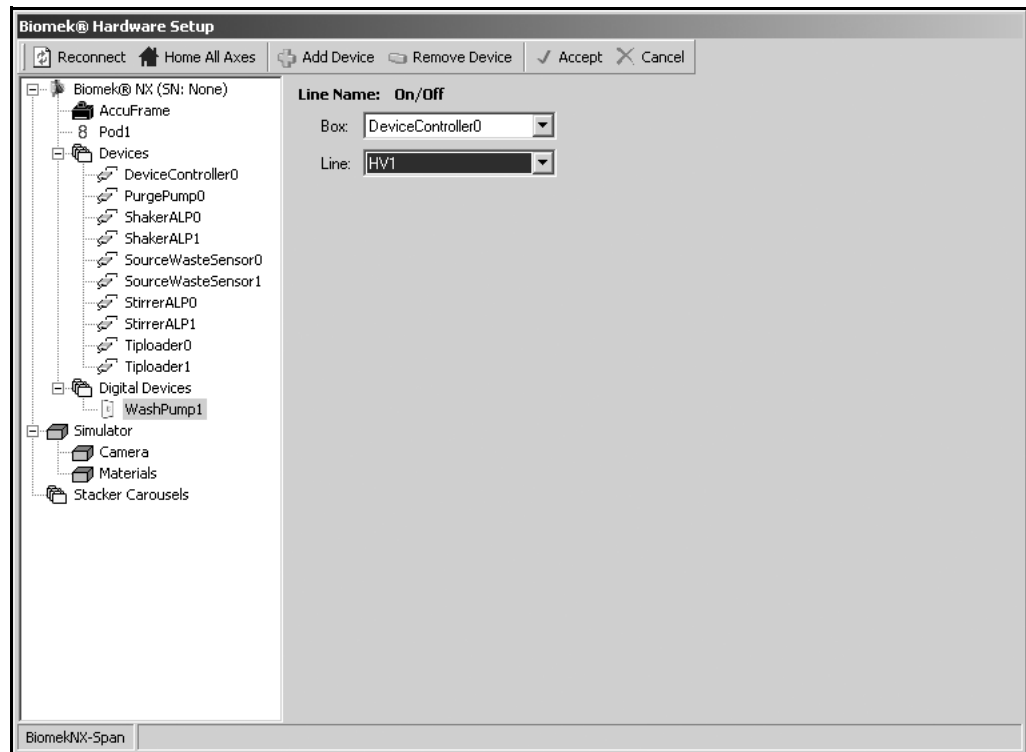 Biomek® Hardware Setup
Reconnect Home All Axes Add Device Remove Device Accept Cancel
Biomek® NX (SN: None)
AccuFrame
8 Pod1
Devices
DeviceController0
PurgePump0
ShakerALP0
ShakerALP1
SourceWasteSensor0
SourceWasteSensor1
StirrerALP0
StirrerALP1
Tiploader0
Tiploader1
Digital Devices
WashPump1
Simulator
Camera
Materials
Stacker Carousels
Line Name: On/Off
Box: DeviceController0
Line: HV1
BiomekNX-Span